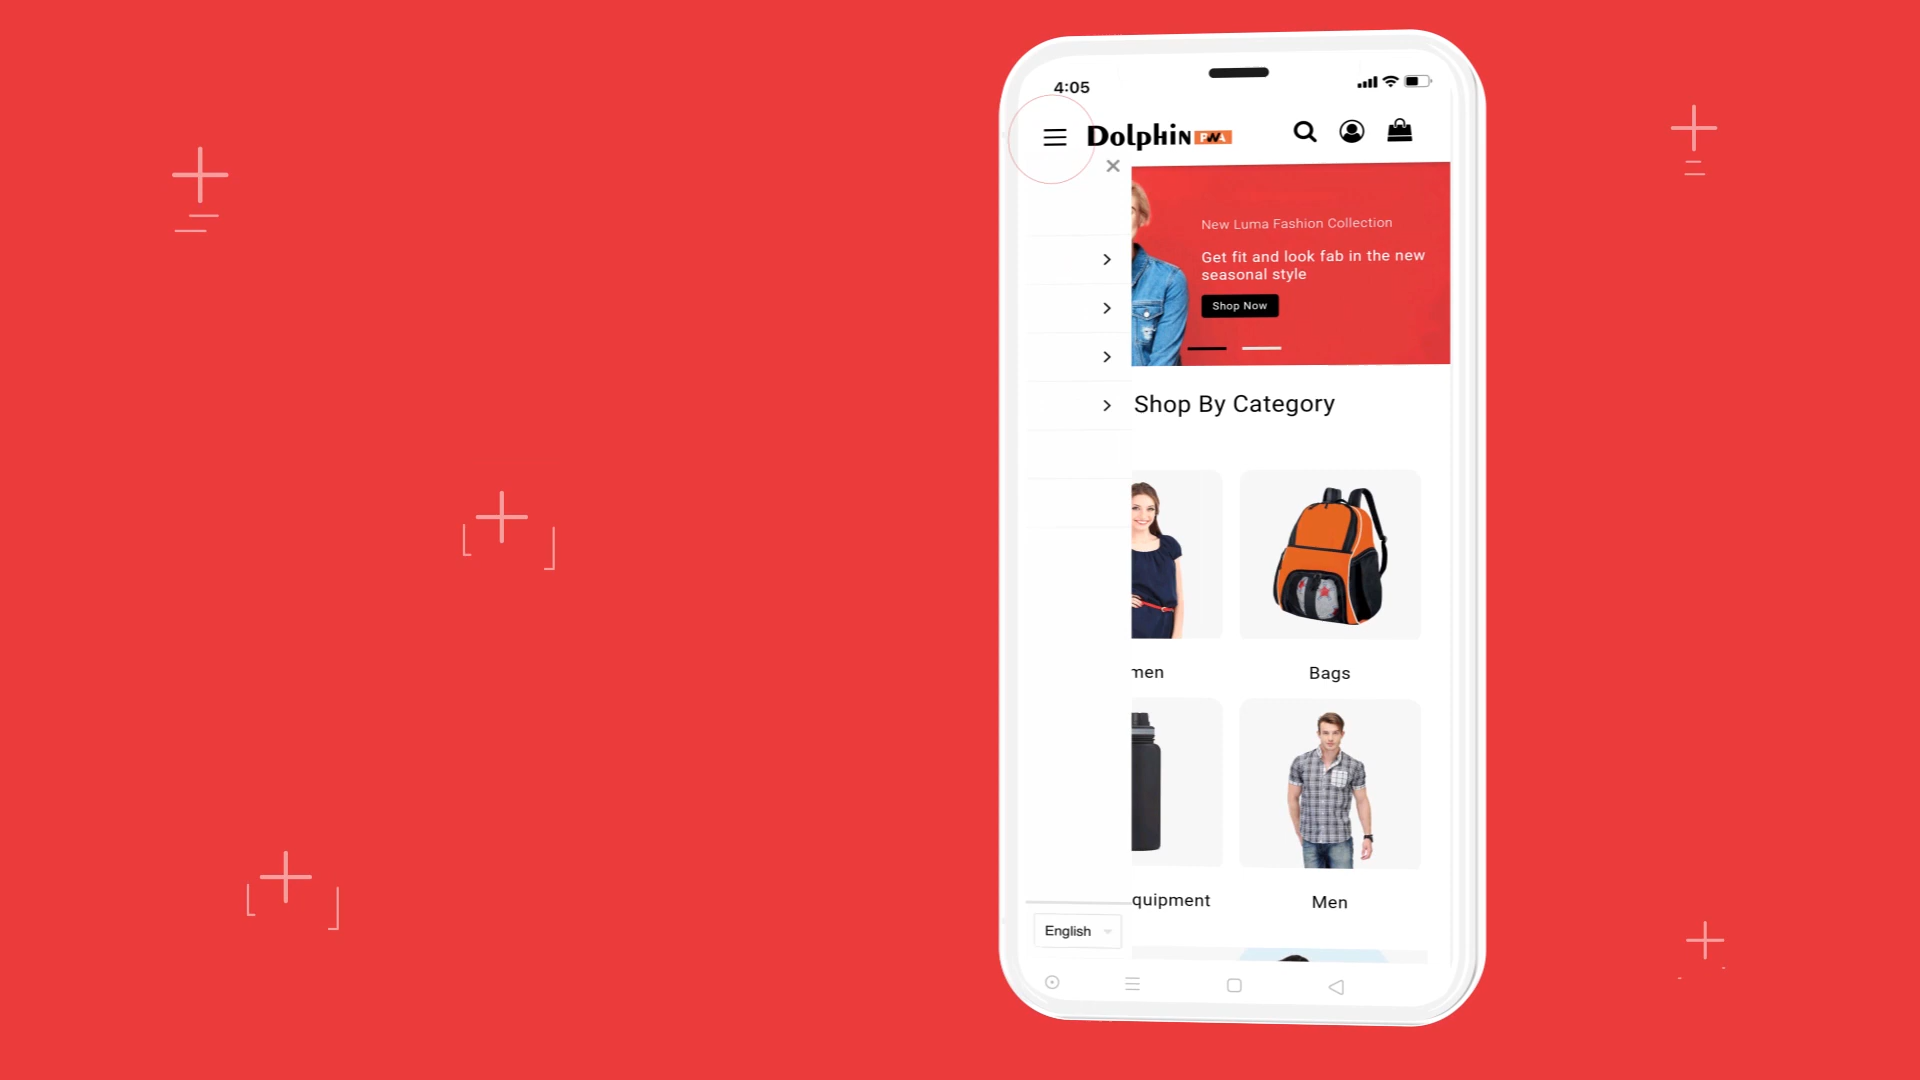 4:05
Dolphin PWA
New Luma Fashion Collection
Get fit and look fab in the new
seasonal style
Shop Now
Shop By Category
men
Bags
quipment
Men
English